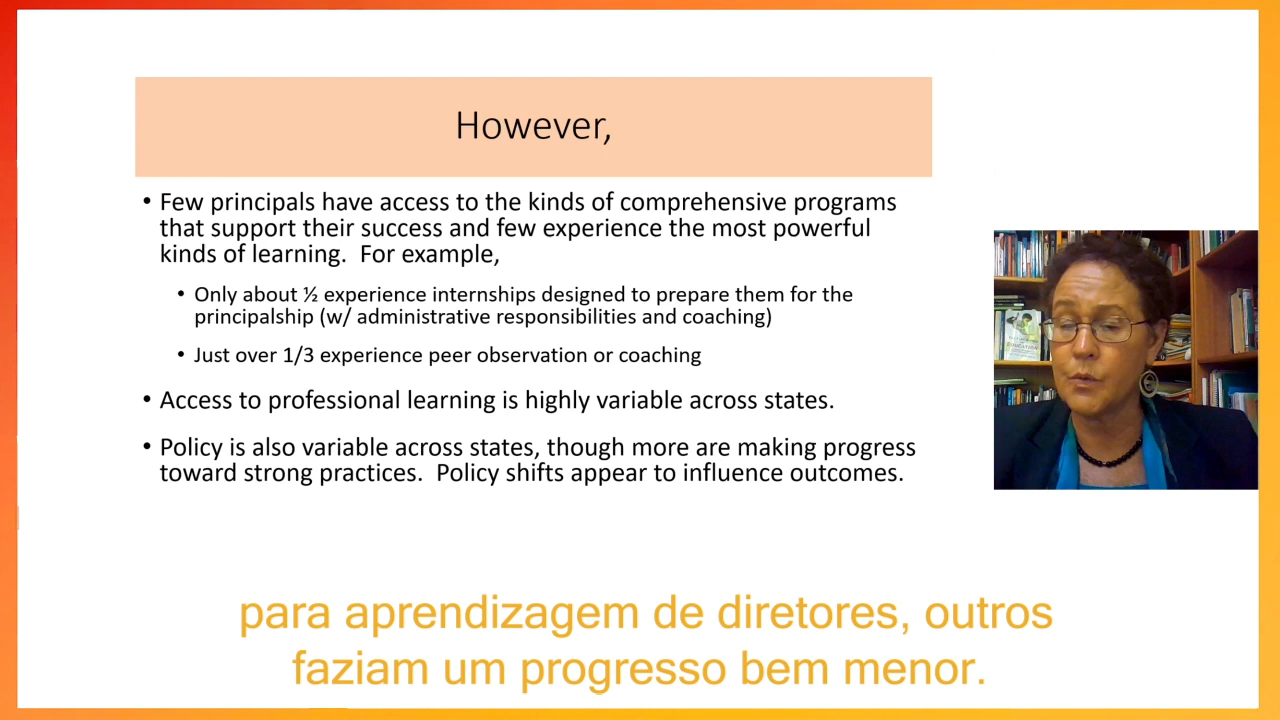 However,
• Few principals have access to the kinds of comprehensive programs
that support their success and few experience the most powerful
kinds of learning.  For example,
• Only about ½ experience internships designed to prepare them for the
principalship (w/ administrative responsibilities and coaching)
• Just over 1/3 experience peer observation or coaching
• Access to professional learning is highly variable across states.
• Policy is also variable across states, though more are making progress
toward strong practices.  Policy shifts appear to influence outcomes.
para aprendizagem de diretores, outros
faziam um progresso bem menor.